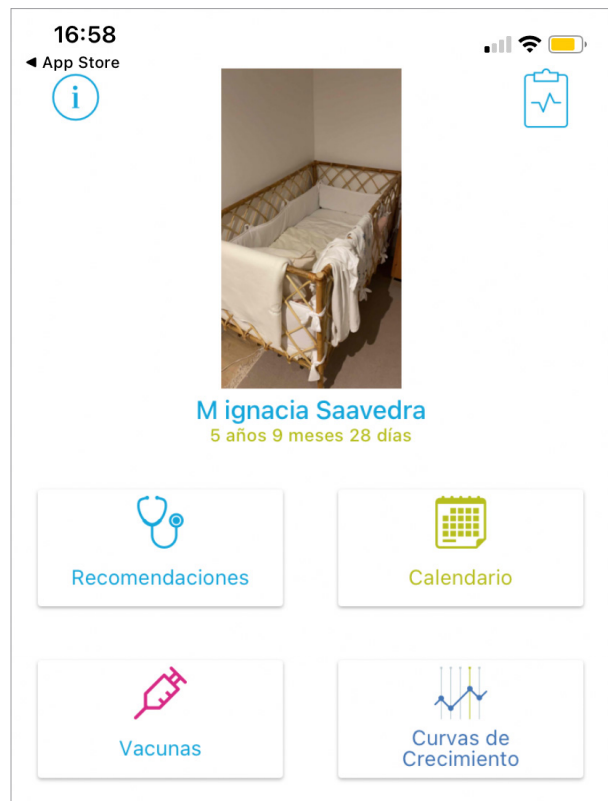 16:58
◀ App Store
i
M ignacia Saavedra
5 años 9 meses 28 días
Recomendaciones
Calendario
Vacunas
Curvas de
Crecimiento